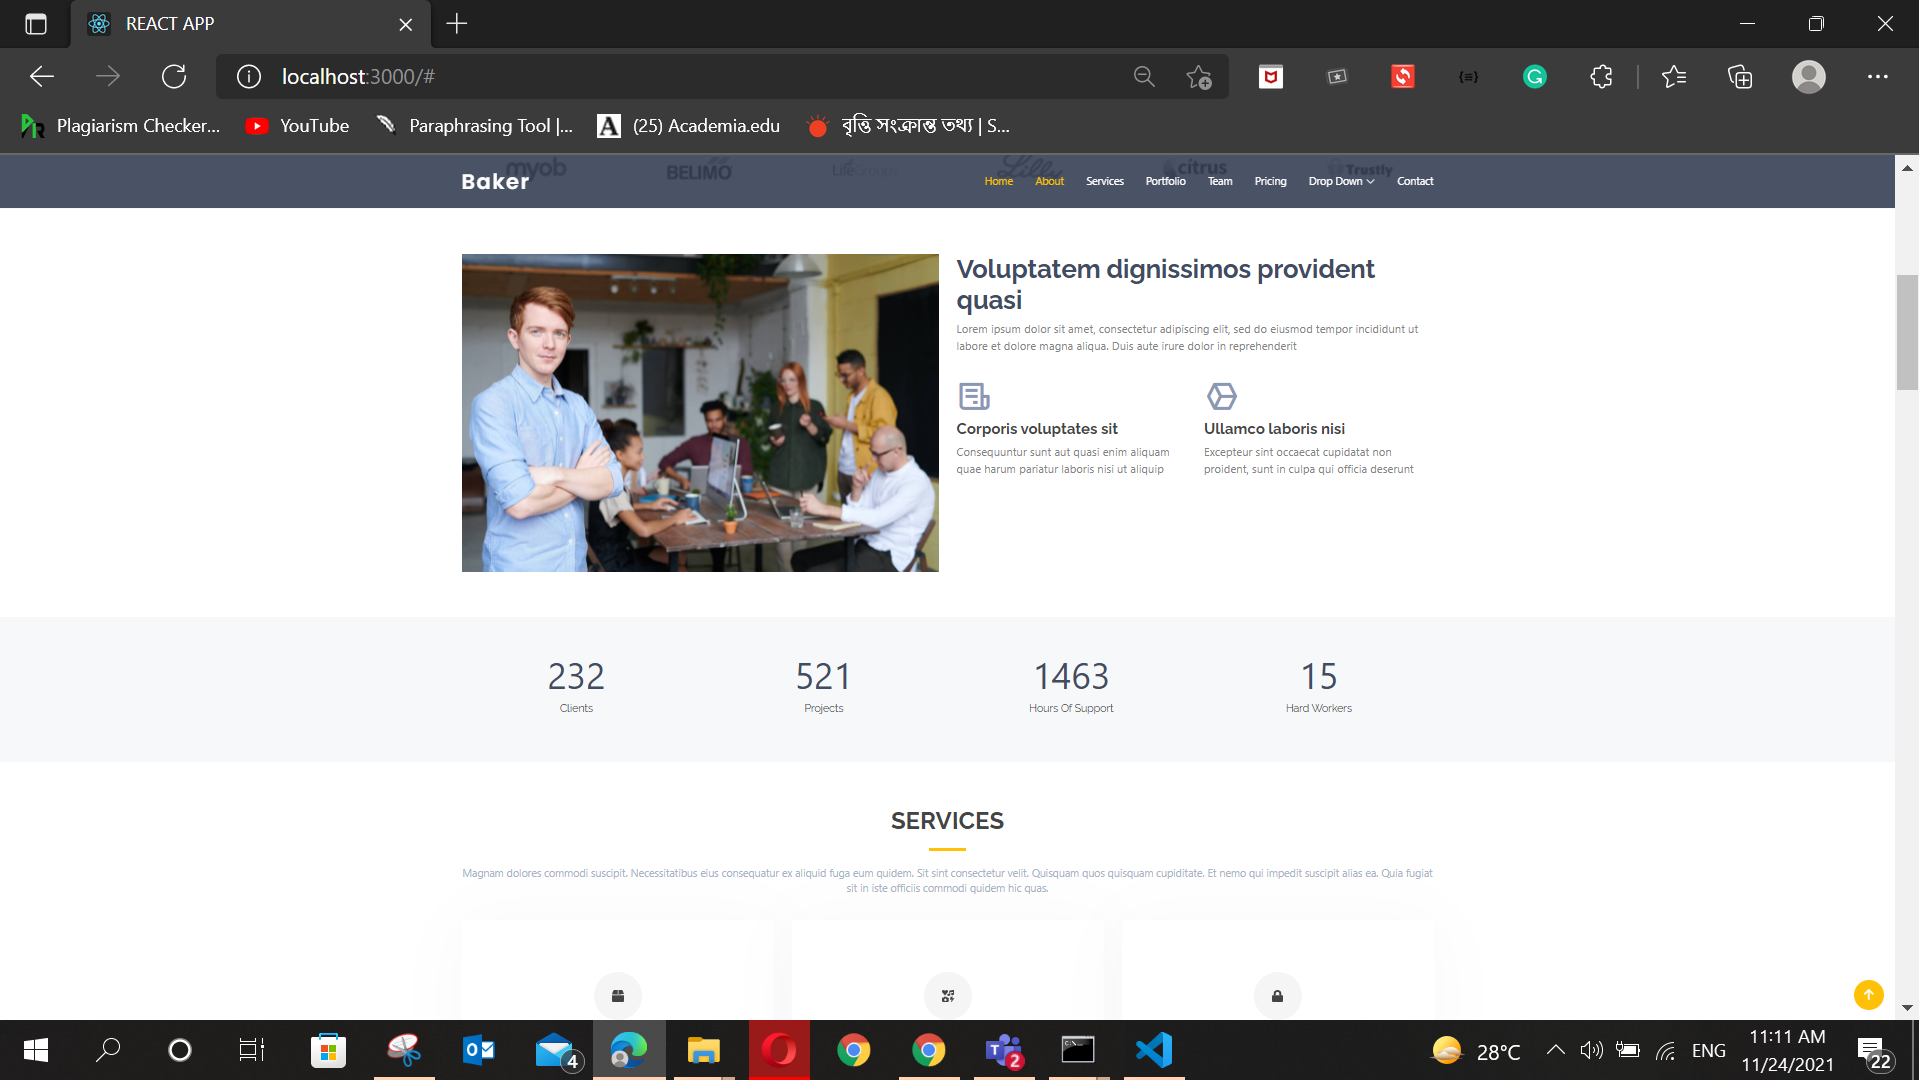 REACT APP
localhost:3000/#
Plagiarism Checker...
YouTube
Paraphrasing Tool |...
A
(25) Academia.edu
বৃত্তি সংক্রান্ত তথ্য | S...
myob
BELIMO
Lilly
citrus
Trustly
Baker
Home
About
Services
Portfolio
Team
Pricing
Drop Down
Contact
Voluptatem dignissimos provident
quasi
Lorem ipsum dolor sit amet, consectetur adipiscing elit, sed do eiusmod tempor incididunt ut
labore et dolore magna aliqua. Duis aute irure dolor in reprehenderit
Corporis voluptates sit
Consequuntur sunt aut quasi enim aliquam
quae harum pariatur laboris nisi ut aliquip
Ullamco laboris nisi
Excepteur sint occaecat cupidatat non
proident, sunt in culpa qui officia deserunt
232
Clients
521
Projects
1463
Hours Of Support
15
Hard Workers
SERVICES
Magnam dolores commodi suscipit. Necessitatibus eius consequatur ex aliquid fuga eum quidem. Sit sint consectetur velit. Quisquam quos quisquam cupiditate. Et nemo qui impedit suscipit alias ea. Quia fugiat
sit in iste officiis commodi quidem hic quas.
4
2
28°C
ENG
11:11 AM
11/24/2021
22